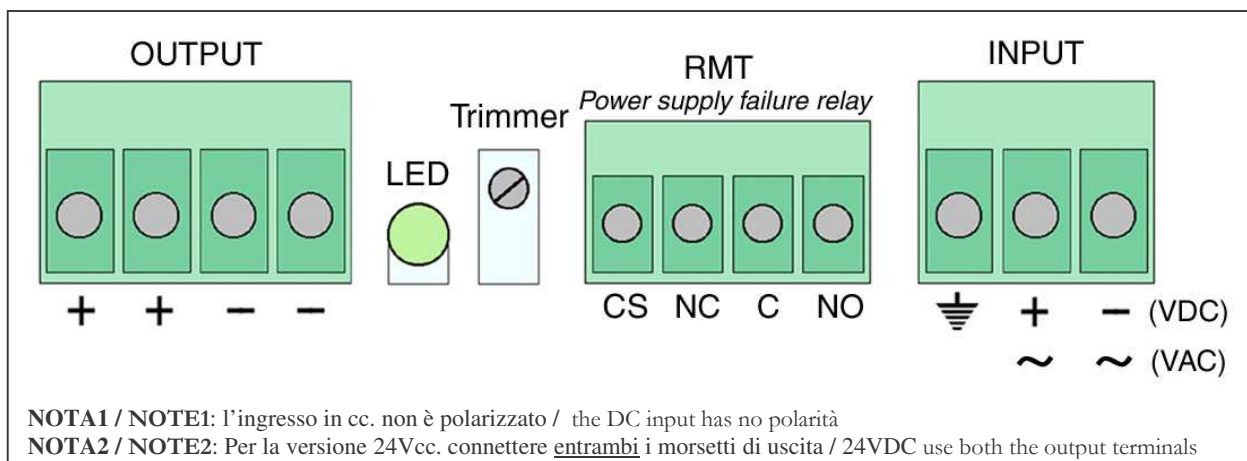 OUTPUT
INPUT
RMT
Power supply failure relay
Trimmer
LED
+ + − −
CS NC C NO
+ − (VDC)
~ ~ (VAC)
NOTA1 / NOTE1: l’ingresso in cc. non è polarizzato / the DC input has no polarità
NOTA2 / NOTE2: Per la versione 24Vcc. connettere entrambi i morsetti di uscita / 24VDC use both the output terminals